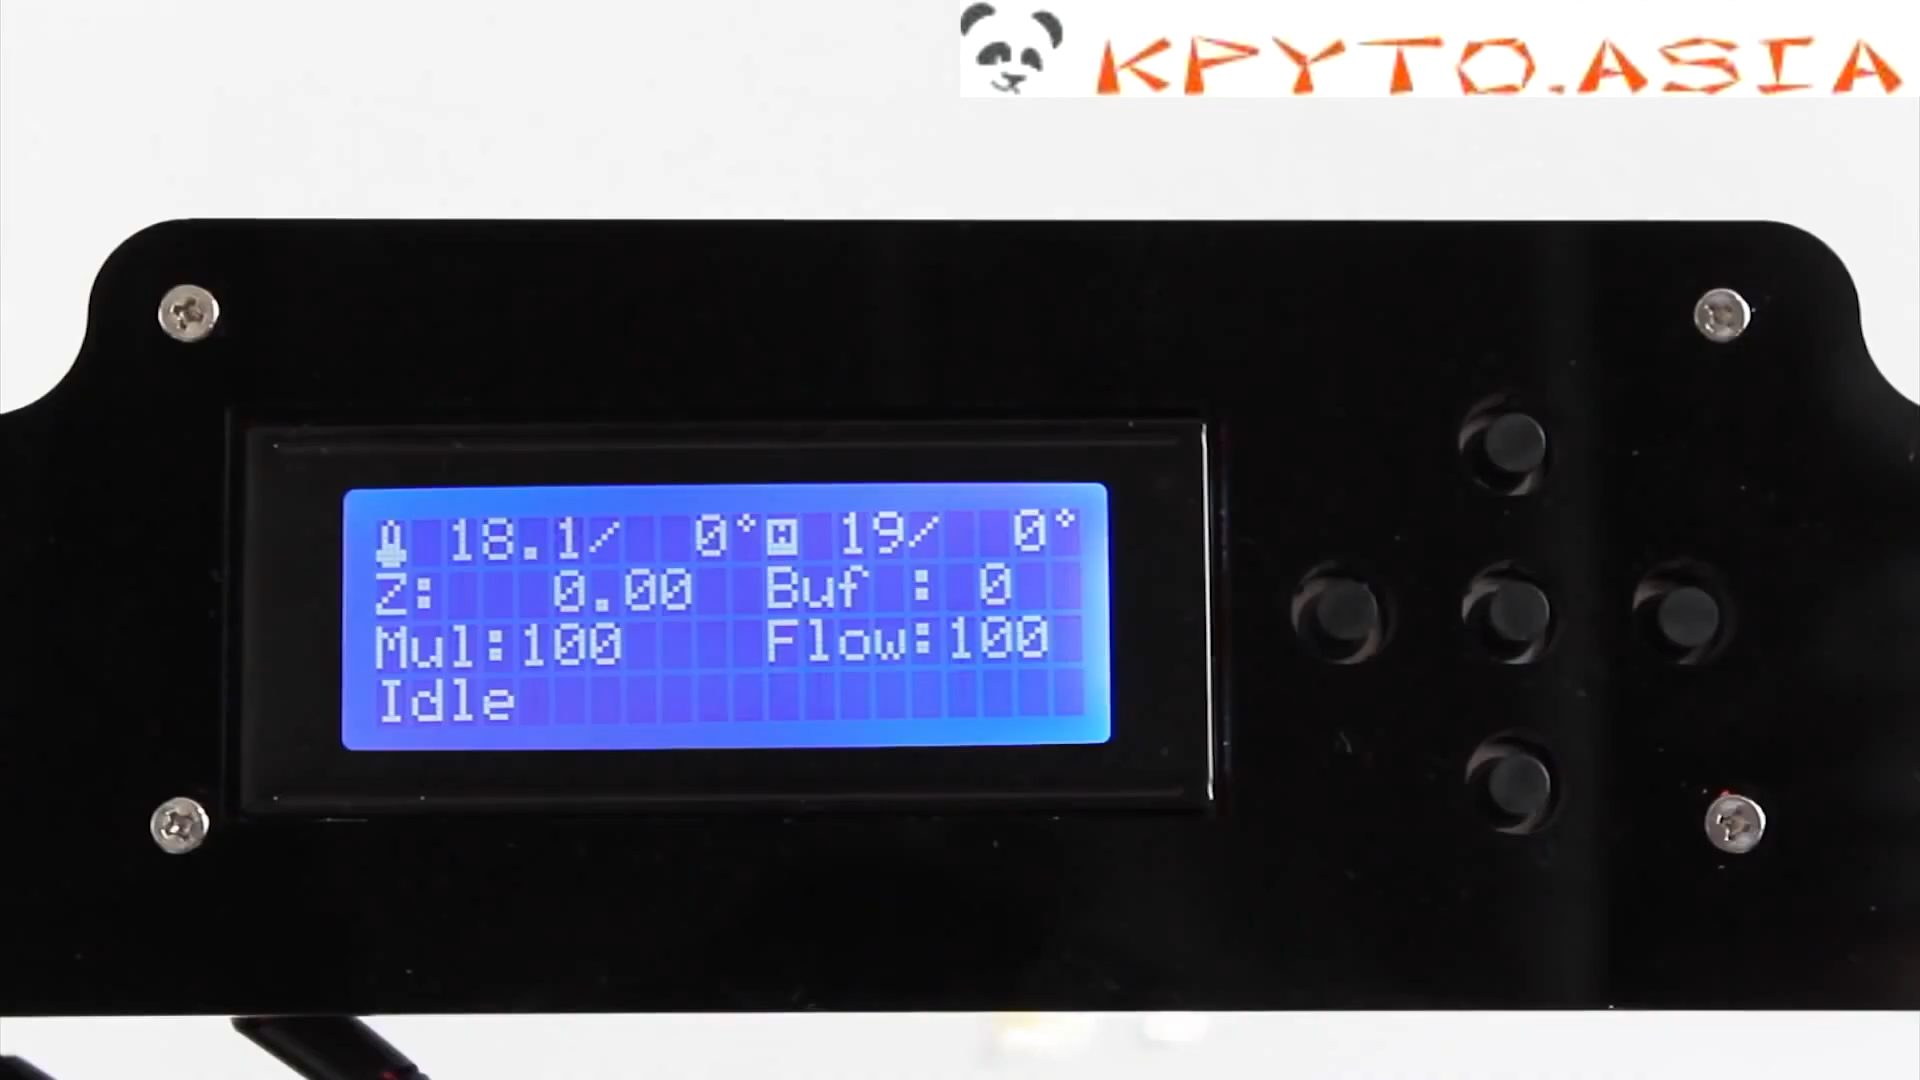 KPYTO.ASIA
18.1/ 0° 19/ 0°
Z: 0.00 Buf : 0
Mul:100 Flow:100
Idle